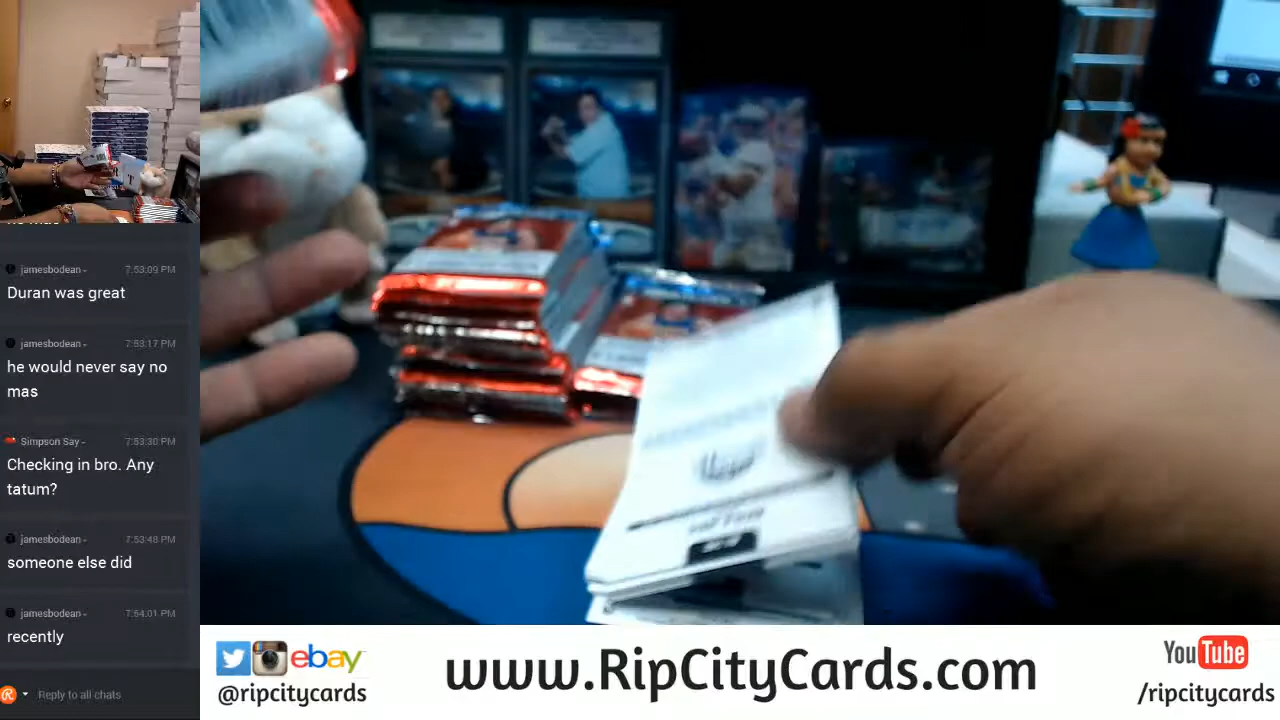 jamesbodean
7:53:09 PM
Duran was great
jamesbodean
7:53:17 PM
he would never say no
mas
Simpson Say
7:53:30 PM
Checking in bro. Any
tatum?
jamesbodean
7:53:48 PM
someone else did
jamesbodean
7:54:01 PM
recently
Reply to all chats
ebay
@ripcitycards
www.RipCityCards.com
YouTube
/ripcitycards